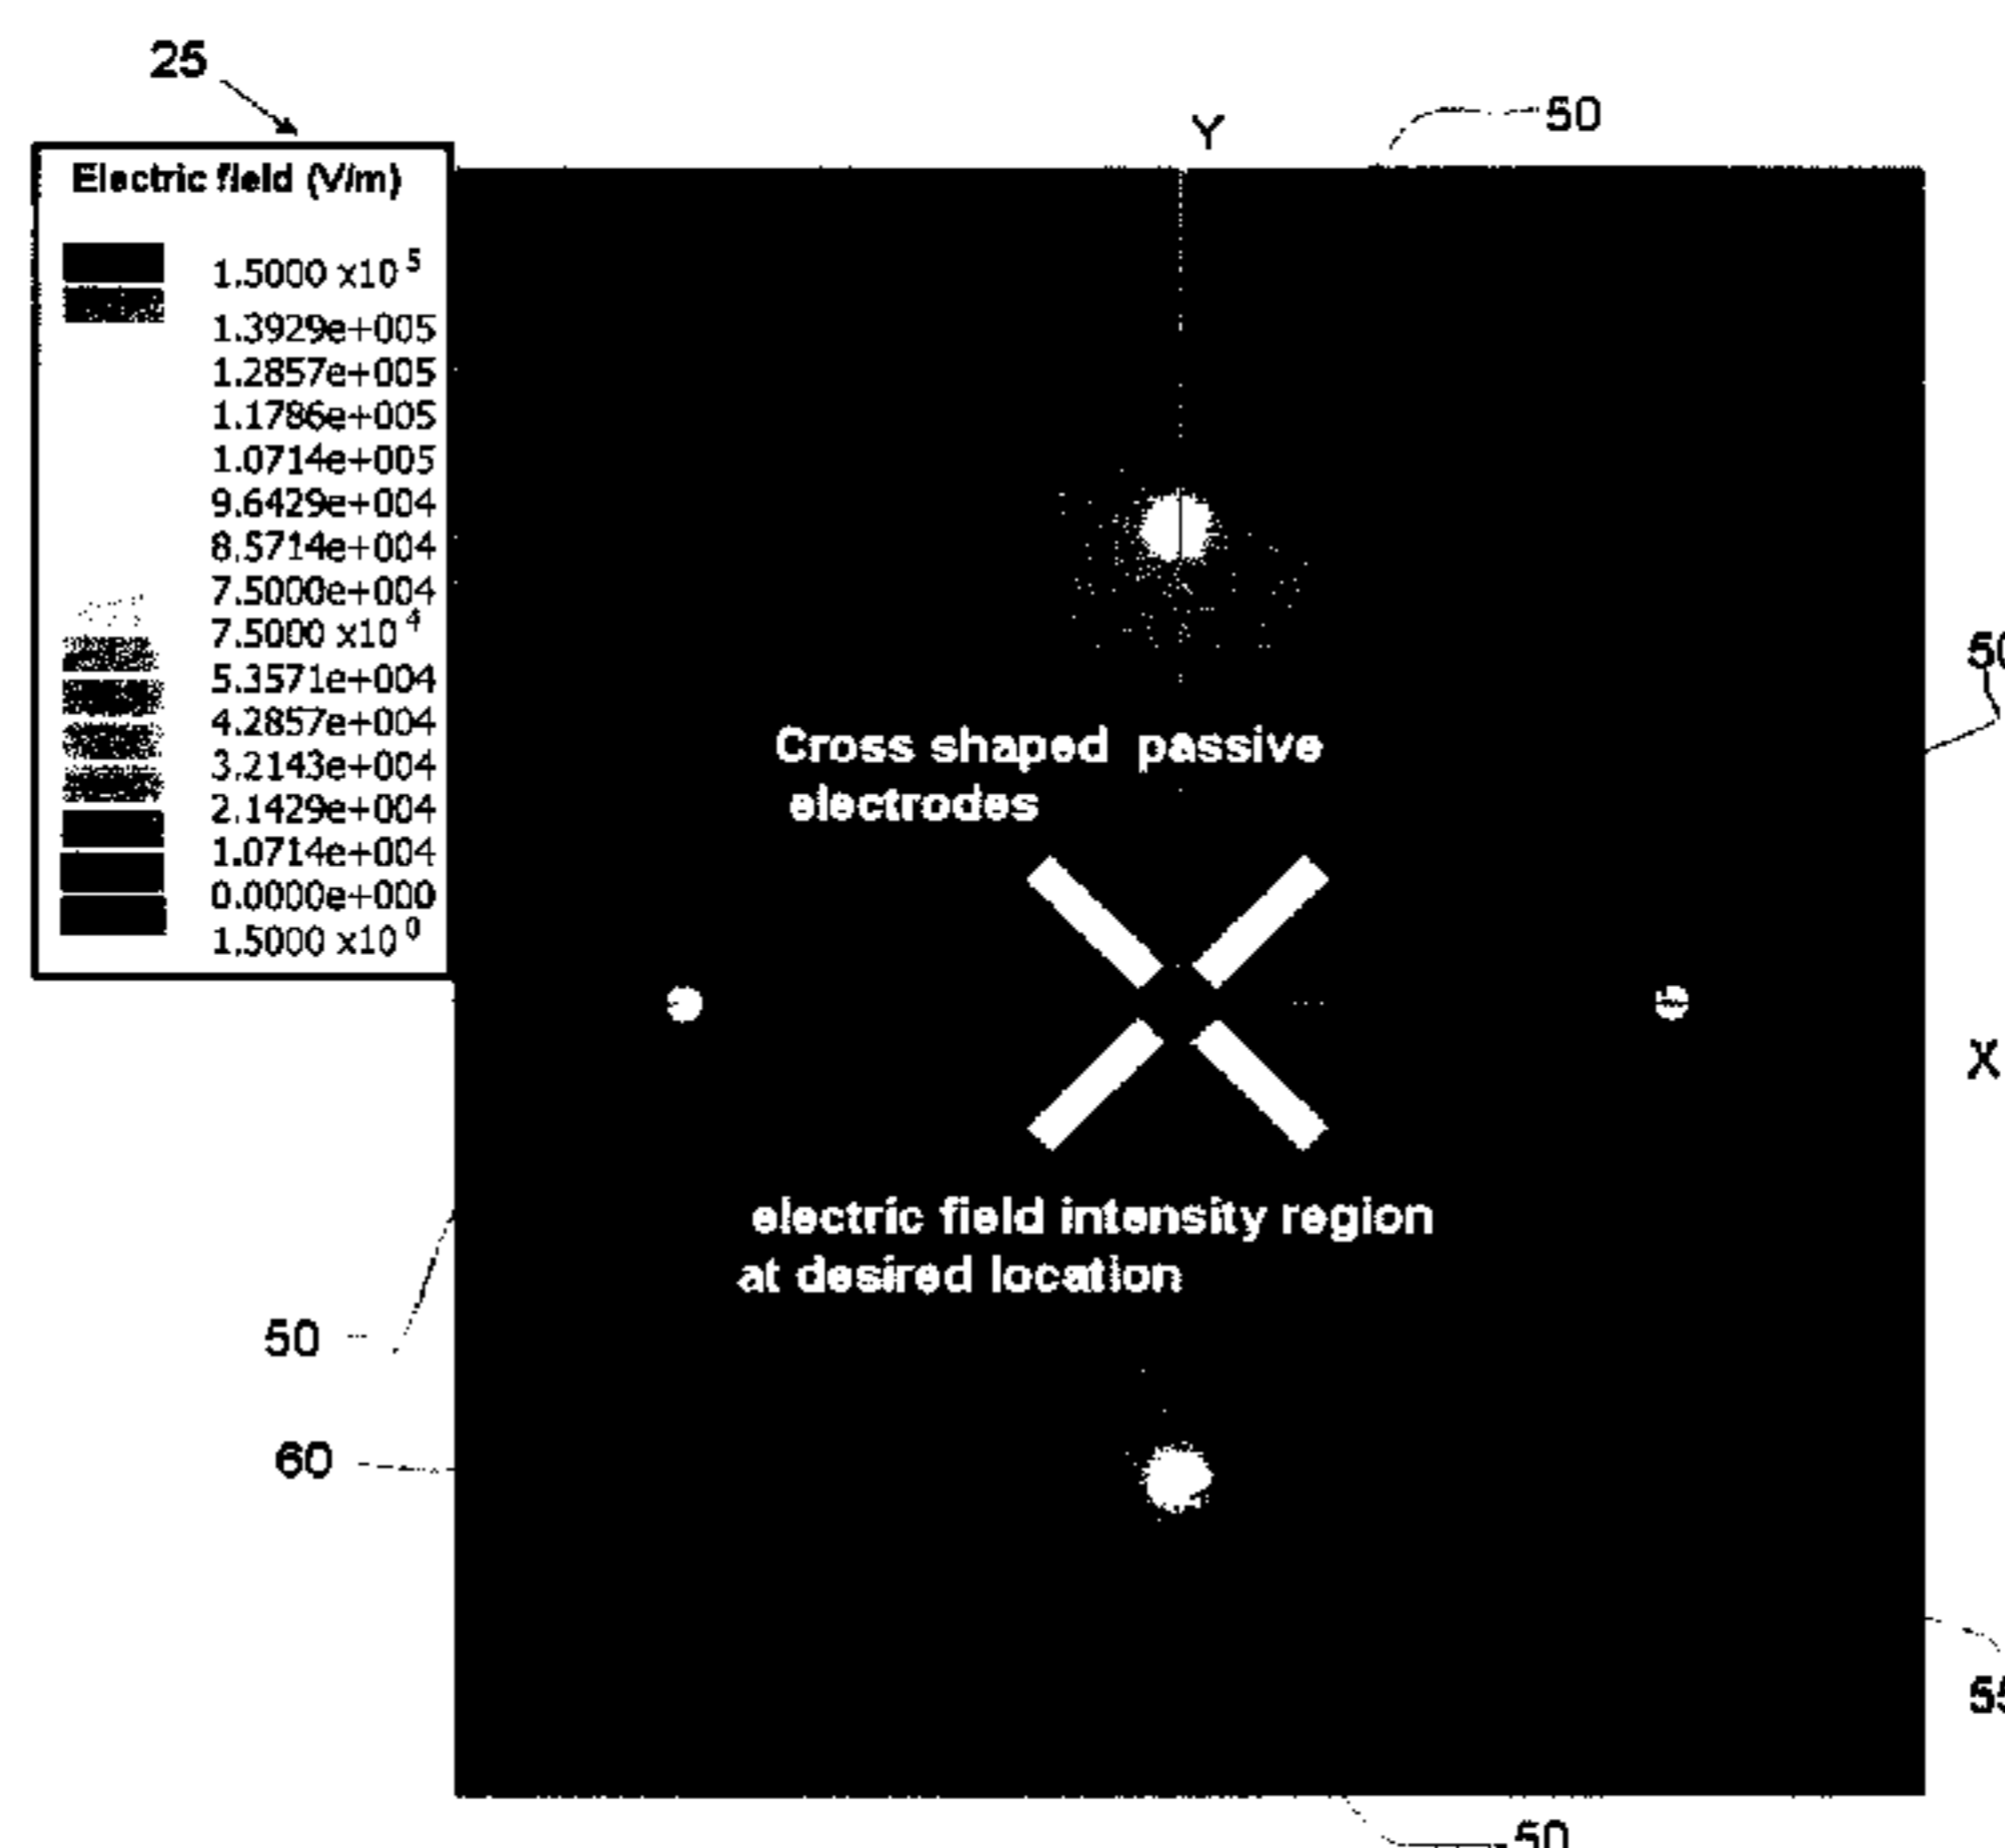 25
50
Y
Electric field (V/m)
1.5000 x10 5
1.3929e+005
1.2857e+005
1.1786e+005
1.0714e+005
9.6429e+004
8.5714e+004
7.5000e+004
7.5000 x10 4
5.3571e+004
4.2857e+004
3.2143e+004
2.1429e+004
1.0714e+004
0.0000e+000
1.5000 x10 0
50
Cross shaped passive
electrodes
X
electric field intensity region
at desired location
50
60
55
50